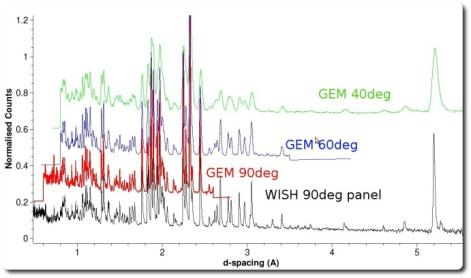 1.2
1
0.8
0.6
0.4
0.2
0
Normalised Counts
GEM 40deg
GEM 60deg
GEM 90deg
WISH 90deg panel
1
2
3
4
5
d-spacing (A)